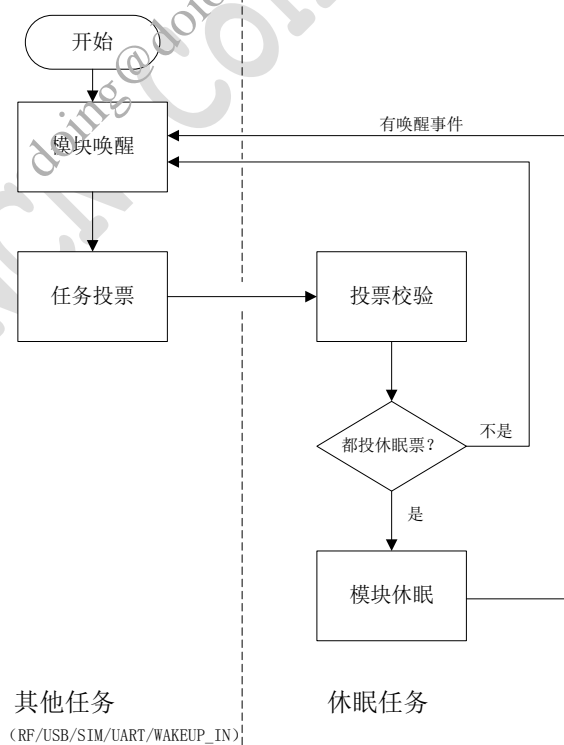 开始
doing@doi
有唤醒事件
模块唤醒
任务投票
投票校验
都投休眠票？
不是
是
模块休眠
其他任务
休眠任务
（RF/USB/SIM/UART/WAKEUP_IN）